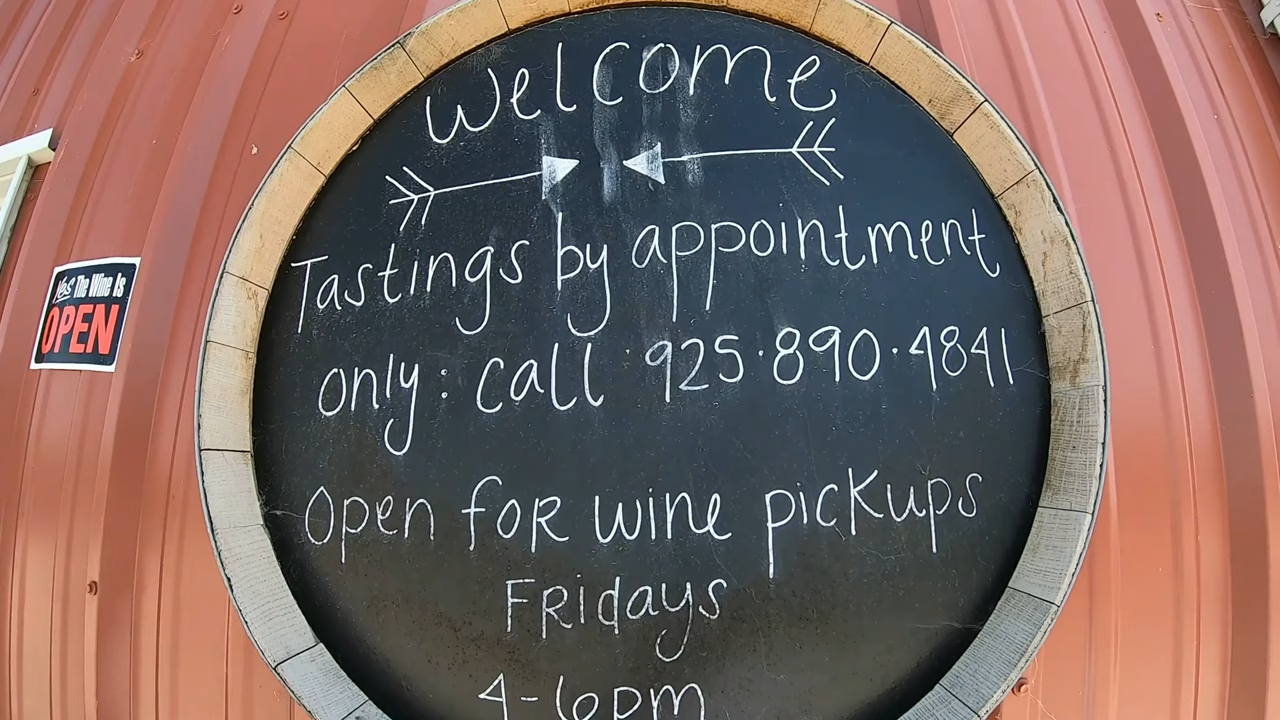 Welcome
Tastings by appointment
only: call 925·890·4841
Open for wine pickups
Fridays
4-6pm
Yes The Wine Is
OPEN